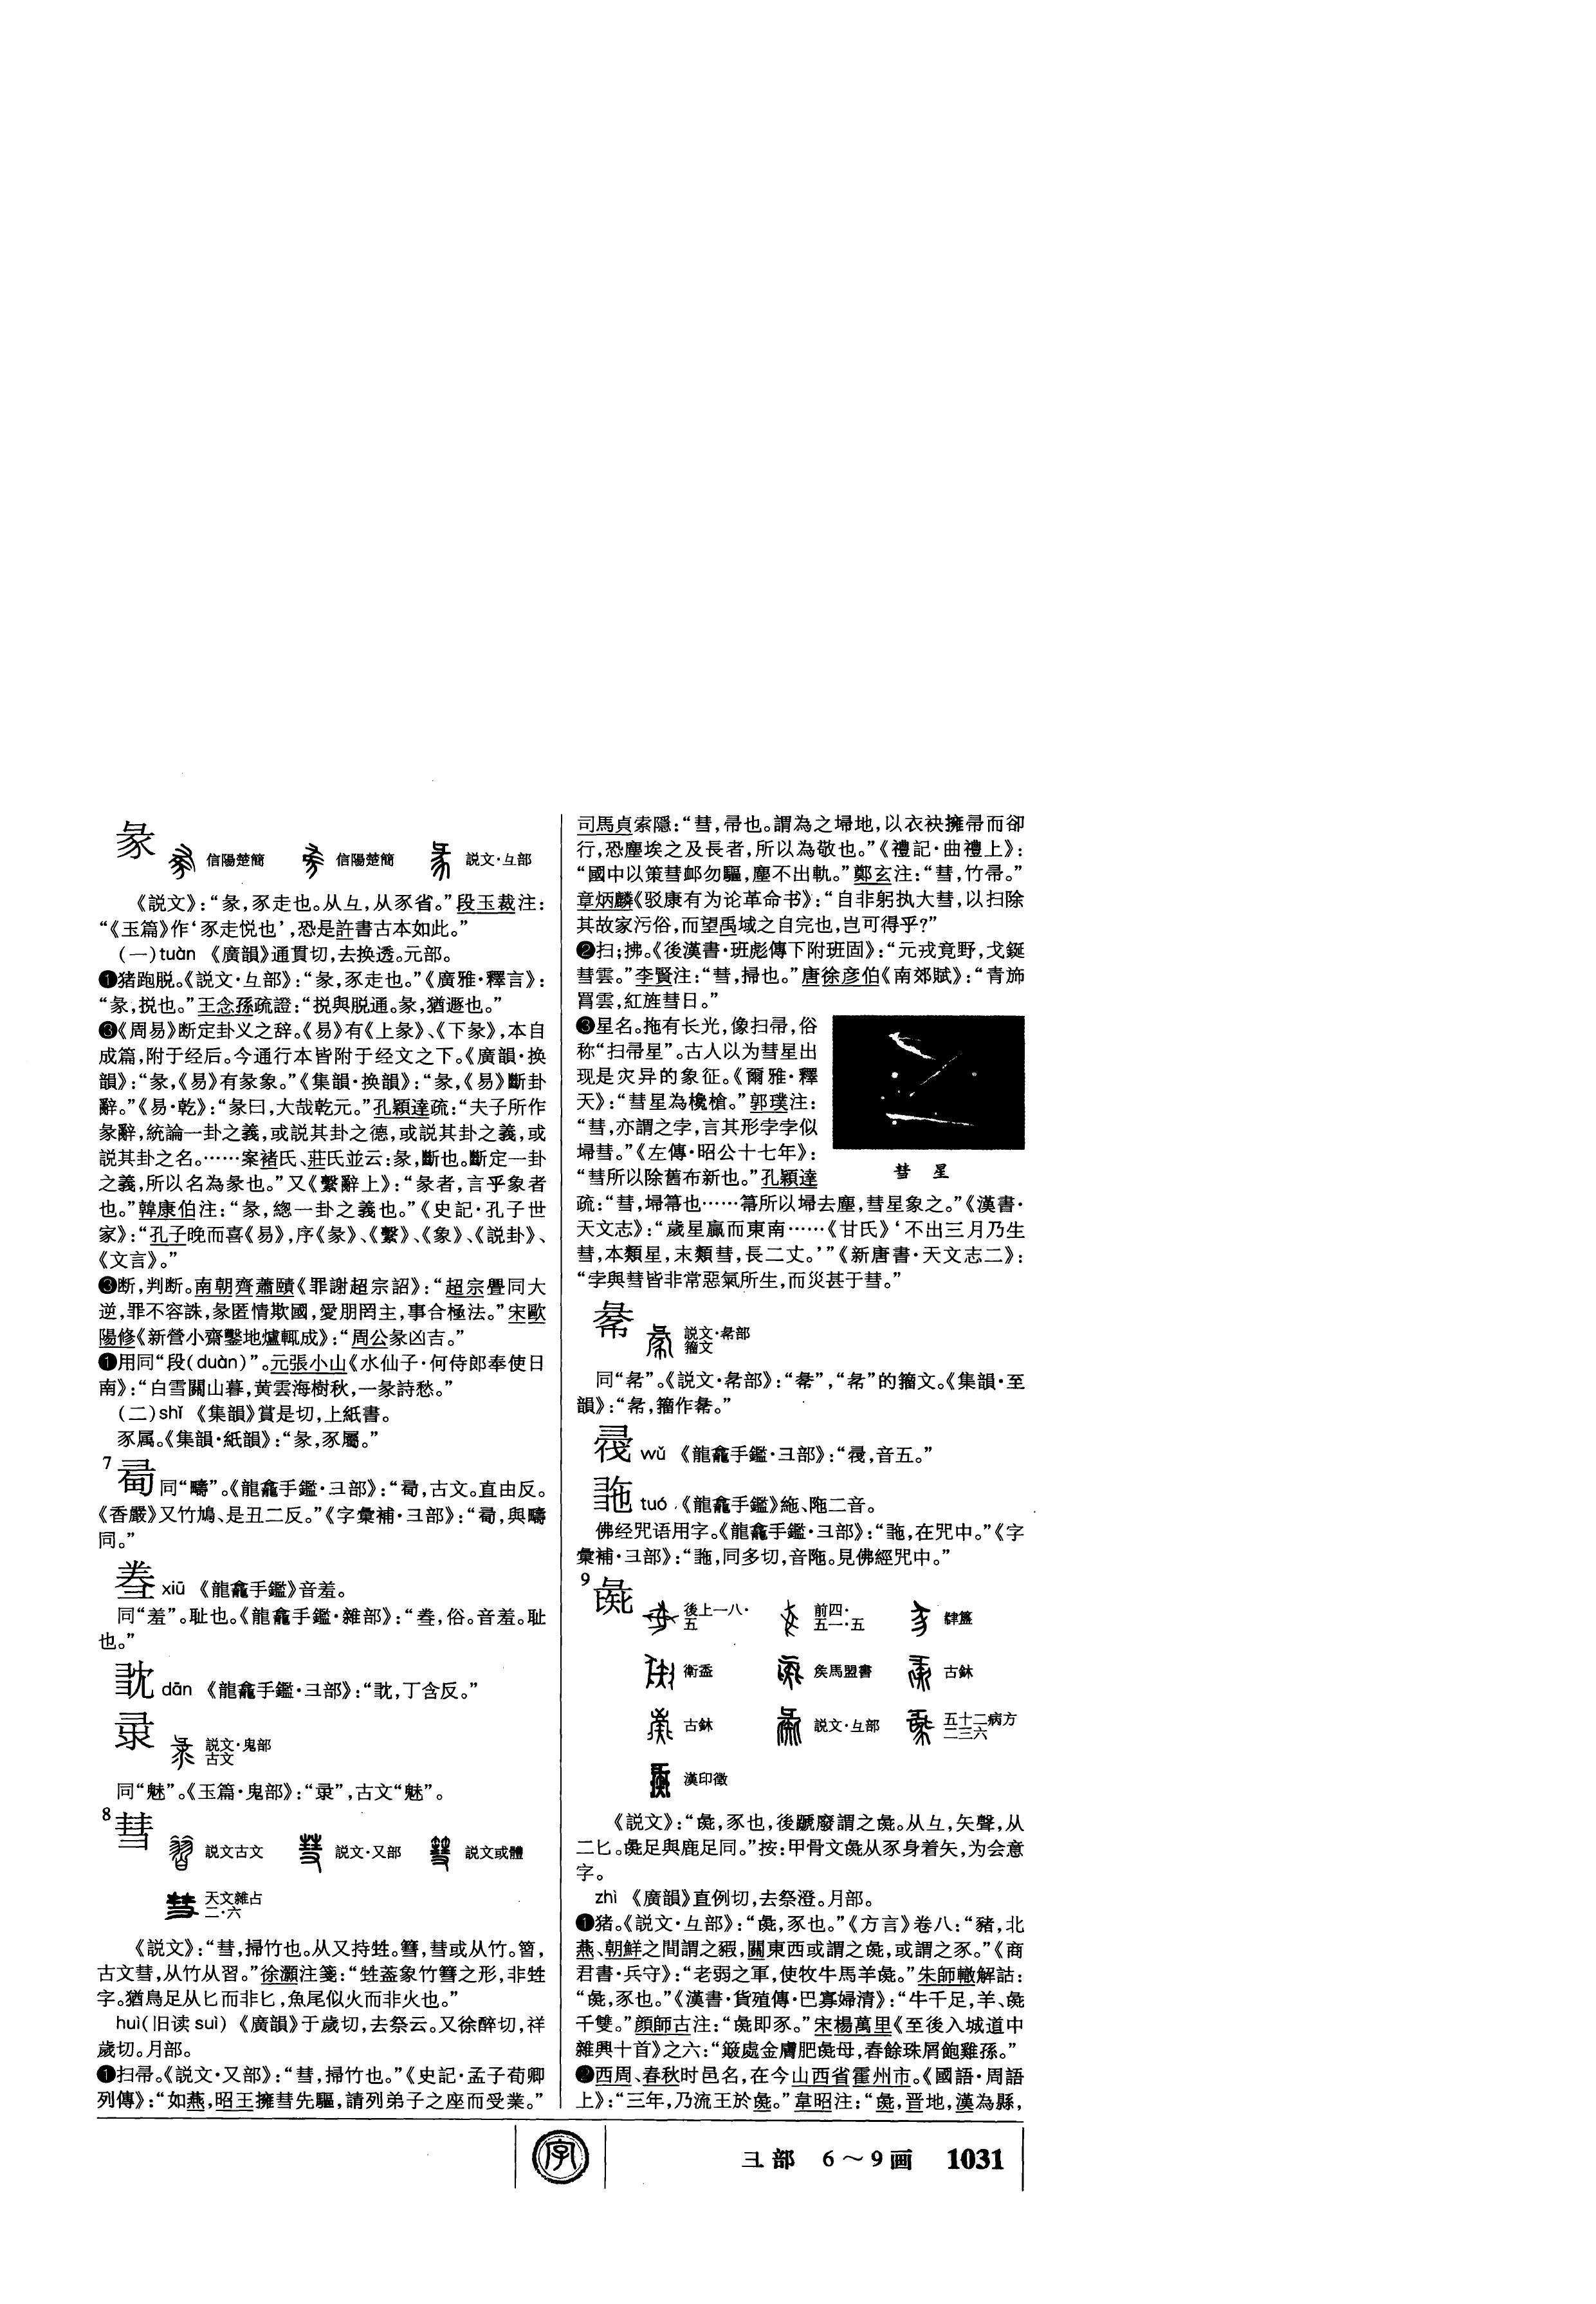 彖
信陽楚簡 信陽楚簡 説文·彑部
《説文》：“彖，豕走也。从彑，从豕省。”段玉裁注：
“《玉篇》作‘豕走悦也’，恐是許書古本如此。”
(一)tuàn 《廣韻》通貫切，去换透。元部。
❶猪跑脱。《説文·彑部》：“彖，豕走也。”《廣雅·釋言》：
“彖，捝也。”王念孫疏證：“捝與脱通。彖，猶遯也。”
❸《周易》断定卦义之辞。《易》有《上彖》、《下彖》，本自
成篇，附于经后。今通行本皆附于经文之下。《廣韻·换
韻》：“彖，《易》有彖象。”《集韻·换韻》：“彖，《易》斷卦
辭。”《易·乾》：“彖曰，大哉乾元。”孔穎達疏：“夫子所作
彖辭，統論一卦之義，或説其卦之德，或説其卦之義，或
説其卦之名。……案褚氏、莊氏並云：彖，斷也。斷定一卦
之義，所以名為彖也。”又《繫辭上》：“彖者，言乎象者
也。”韓康伯注：“彖，總一卦之義也。”《史記·孔子世
家》：“孔子晚而喜《易》，序《彖》、《繫》、《象》、《説卦》、
《文言》。”
❸断，判断。南朝齊蕭賾《罪謝超宗詔》：“超宗釁同大
逆，罪不容誅，彖匿情欺國，愛朋罔主，事合極法。”宋歐
陽修《新營小齋鑿地爐輒成》：“周公彖凶吉。”
❶用同“段(duàn)”。元張小山《水仙子·何侍郎奉使日
南》：“白雪關山暮，黄雲海樹秋，一彖詩愁。”
(二)shǐ 《集韻》賞是切，上紙書。
豕属。《集韻·紙韻》：“彖，豕屬。”
7
同“疇”。《龍龕手鑑·彐部》：“，古文。直由反。
《香嚴》又竹鳩、是丑二反。”《字彙補·彐部》：“，與疇
同。”
xiū 《龍龕手鑑》音羞。
同“羞”。耻也。《龍龕手鑑·雜部》：“，俗。音羞。耻
也。”
dān 《龍龕手鑑·彐部》：“，丁含反。”
説文·鬼部
古文
同“魅”。《玉篇·鬼部》：“”，古文“魅”。
8 彗
説文古文 説文·又部 説文或體
天文雜占
二·六
《説文》：“彗，掃竹也。从又持甡。篲，彗或从竹。䈅，
古文彗，从竹从習。”徐灝注箋：“甡蓋象竹篲之形，非甡
字。猶鳥足从匕而非匕，魚尾似火而非火也。”
huì(旧读suì) 《廣韻》于歲切，去祭云。又徐醉切，祥
歲切。月部。
❶扫帚。《説文·又部》：“彗，掃竹也。”《史記·孟子荀卿
列傳》：“如燕，昭王擁彗先驅，請列弟子之座而受業。”
司馬貞索隱：“彗，帚也。謂為之埽地，以衣袂擁帚而卻
行，恐塵埃之及長者，所以為敬也。”《禮記·曲禮上》：
“國中以策彗卹勿驅，塵不出軌。”鄭玄注：“彗，竹帚。”
章炳麟《驳康有为论革命书》：“自非躬执大彗，以扫除
其故家污俗，而望禹域之自完也，岂可得乎？”
❷扫；拂。《後漢書·班彪傳下附班固》：“元戎竟野，戈鋋
彗雲。”李賢注：“彗，掃也。”唐徐彦伯《南郊賦》：“青斾
罥雲，紅旌彗日。”
❸星名。拖有长光，像扫帚，俗
称“扫帚星”。古人以为彗星出
现是灾异的象征。《爾雅·釋
天》：“彗星為欃槍。”郭璞注：
“彗，亦謂之孛，言其形孛孛似
埽彗。”《左傳·昭公十七年》：
“彗所以除舊布新也。”孔穎達
彗 星
疏：“彗，埽箒也……箒所以埽去塵，彗星象之。”《漢書·
天文志》：“歲星贏而東南……《甘氏》‘不出三月乃生
彗，本類星，末類彗，長二丈。’”《新唐書·天文志二》：
“孛與彗皆非常惡氣所生，而災甚于彗。”
説文·㣇部
籀文
同“㣇”。《説文·㣇部》：“”，“㣇”的籀文。《集韻·至
韻》：“㣇，籀作。”
wǔ 《龍龕手鑑·彐部》：“，音五。”
tuó 《龍龕手鑑》絁、陁二音。
佛经咒语用字。《龍龕手鑑·彐部》：“，在咒中。”《字
彙補·彐部》：“，同多切，音陁。見佛經咒中。”
9 彘
後上一八·
五
前四·
五一·五
衛盉 矦馬盟書 古鉥
古鉥 説文·彑部 五十二病方
二三六
漢印徵
《説文》：“彘，豕也，後蹏廢謂之彘。从彑，矢聲，从
二匕。彘足與鹿足同。”按：甲骨文彘从豕身着矢，为会意
字。
zhì 《廣韻》直例切，去祭澄。月部。
❶猪。《説文·彑部》：“彘，豕也。”《方言》卷八：“豬，北
燕、朝鮮之間謂之豭，關東西或謂之彘，或謂之豕。”《商
君書·兵守》：“老弱之軍，使牧牛馬羊彘。”朱師轍解詁：
“彘，豕也。”《漢書·貨殖傳·巴寡婦清》：“牛千足，羊、彘
千雙。”顔師古注：“彘即豕。”宋楊萬里《至後入城道中
雜興十首》之六：“簸處金膚肥彘母，春餘珠屑飽雞孫。”
❷西周、春秋时邑名，在今山西省霍州市。《國語·周語
上》：“三年，乃流王於彘。”韋昭注：“彘，晋地，漢為縣，
字
彐部 6～9画 1031